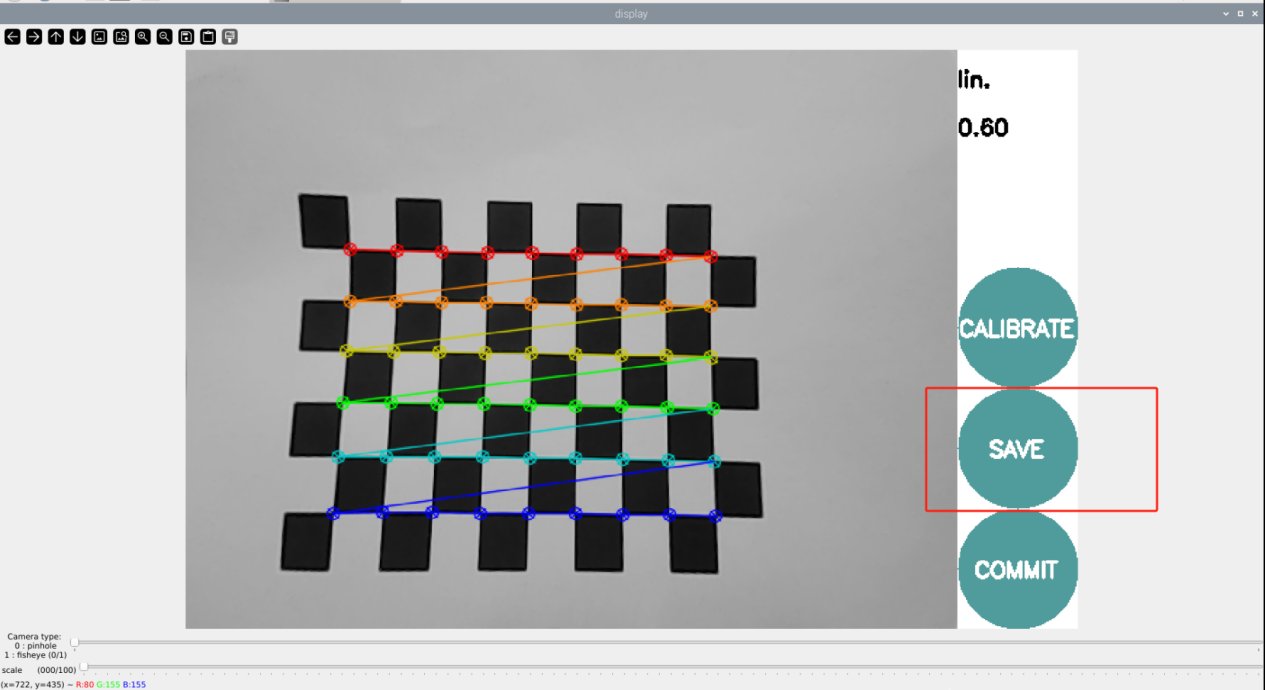 display
lin.
0.60
CALIBRATE
SAVE
COMMIT
Camera type:
0 : pinhole
1 : fisheye (0/1)
scale (000/100)
(x=722, y=435) ~ R:80 G:155 B:155